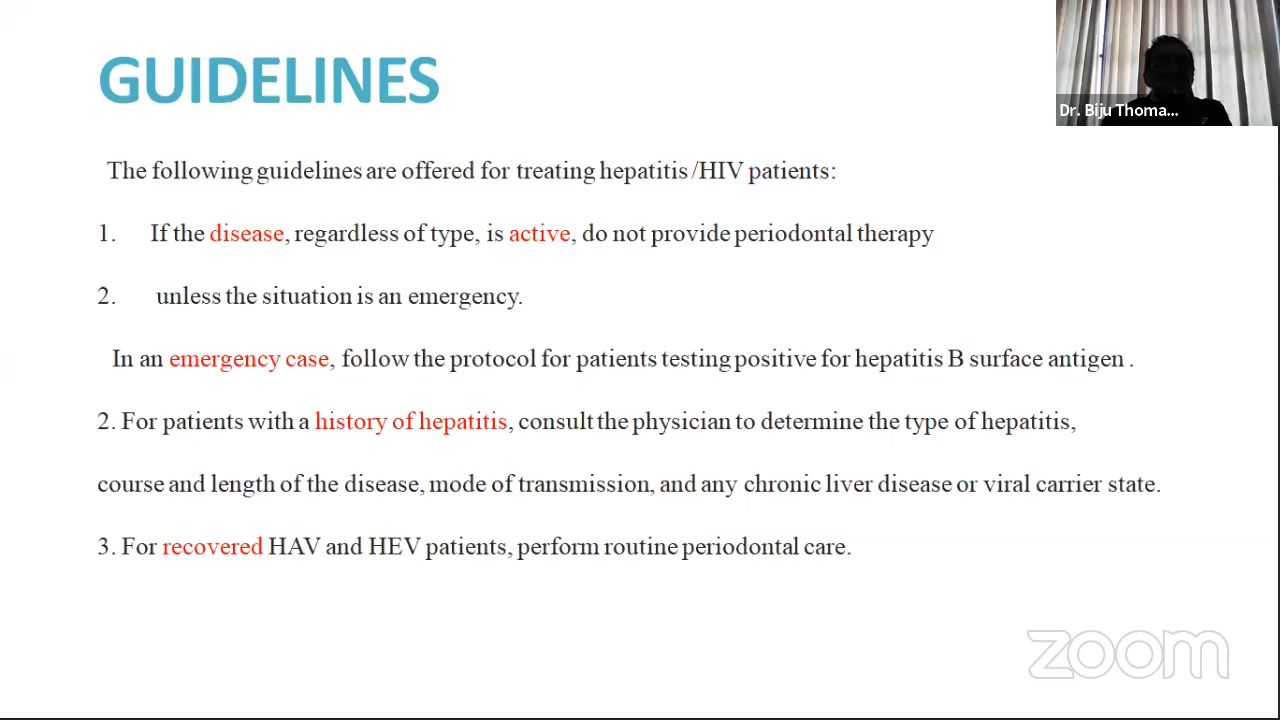 GUIDELINES
Dr. Biju Thoma...
The following guidelines are offered for treating hepatitis /HIV patients:
1. If the disease, regardless of type, is active, do not provide periodontal therapy
2. unless the situation is an emergency.
In an emergency case, follow the protocol for patients testing positive for hepatitis B surface antigen .
2. For patients with a history of hepatitis, consult the physician to determine the type of hepatitis,
course and length of the disease, mode of transmission, and any chronic liver disease or viral carrier state.
3. For recovered HAV and HEV patients, perform routine periodontal care.
zoom